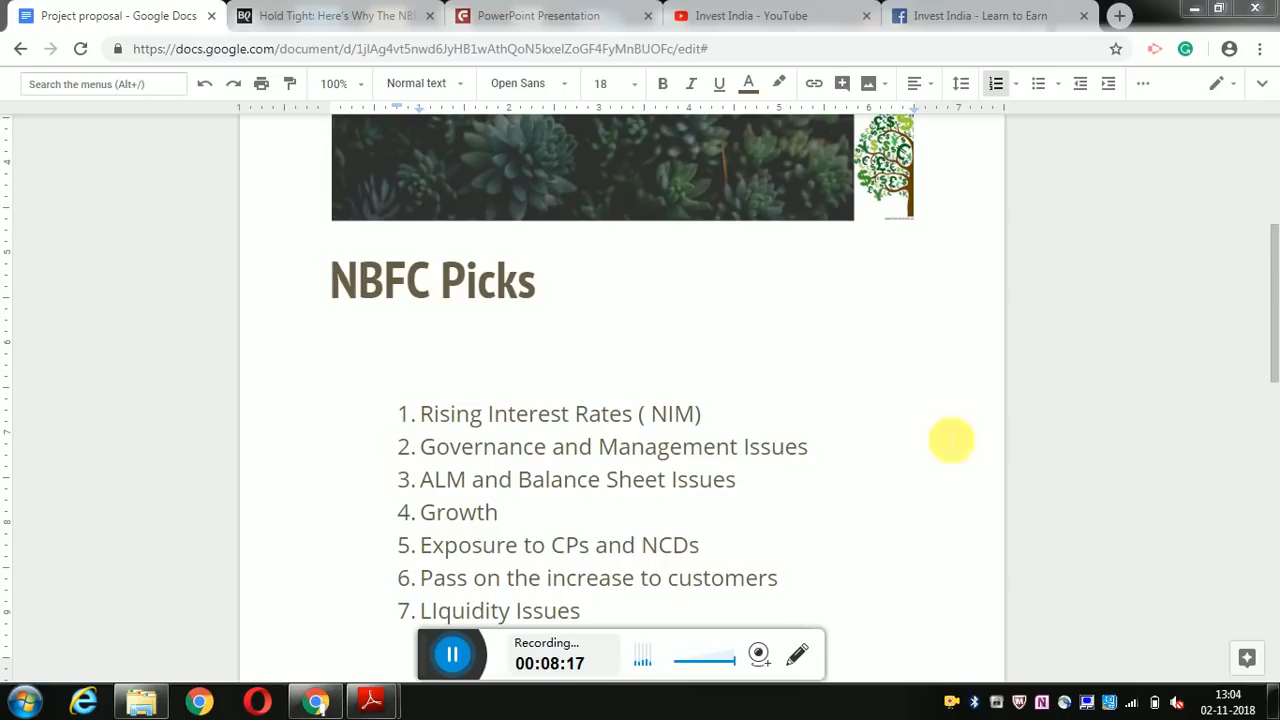 Project proposal - Google Docs
Hold Tight: Here's Why The NB
PowerPoint Presentation
Invest India - YouTube
Invest India - Learn to Earn
https://docs.google.com/document/d/1jlAg4vt5nwd6JyHB1wAthQoN5kxelZoGF4FyMnBUOFc/edit#
Search the menus (Alt+/)
100%
Normal text
Open Sans
18
NBFC Picks
1. Rising Interest Rates ( NIM)
2. Governance and Management Issues
3. ALM and Balance Sheet Issues
4. Growth
5. Exposure to CPs and NCDs
6. Pass on the increase to customers
7. LIquidity Issues
Recording...
00:08:17
13:04
02-11-2018